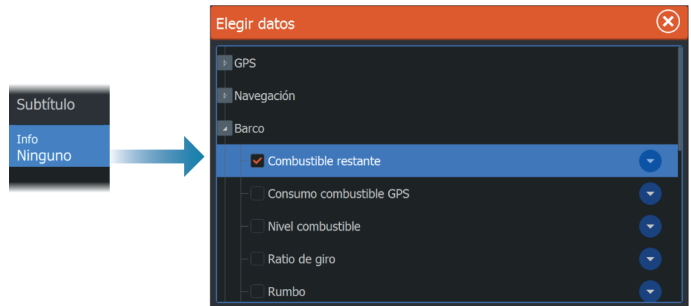 Subtítulo
Info
Ninguno
Elegir datos
GPS
Navegación
Barco
Combustible restante
Consumo combustible GPS
Nivel combustible
Ratio de giro
Rumbo